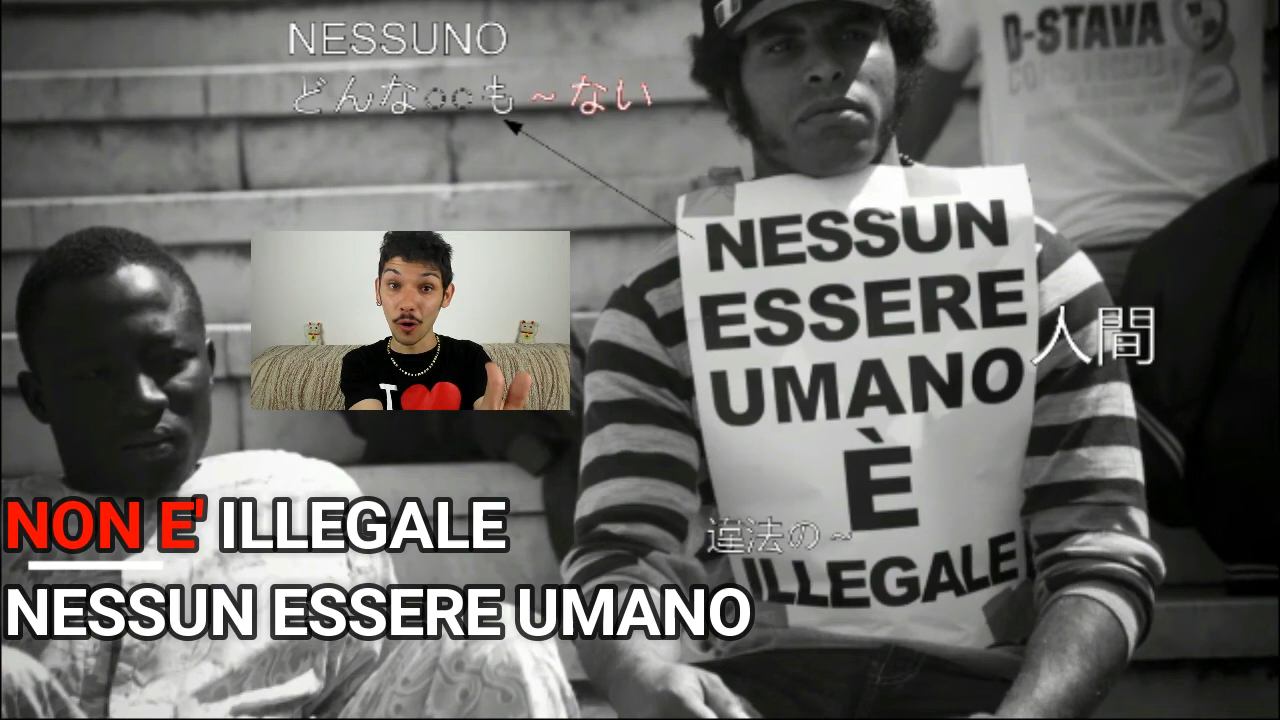 NESSUNO
どんな○○も~ない
D-STAVA
NESSUN
ESSERE
UMANO
È
ILLEGALE
人間
違法の~
I
NON E' ILLEGALE
NESSUN ESSERE UMANO